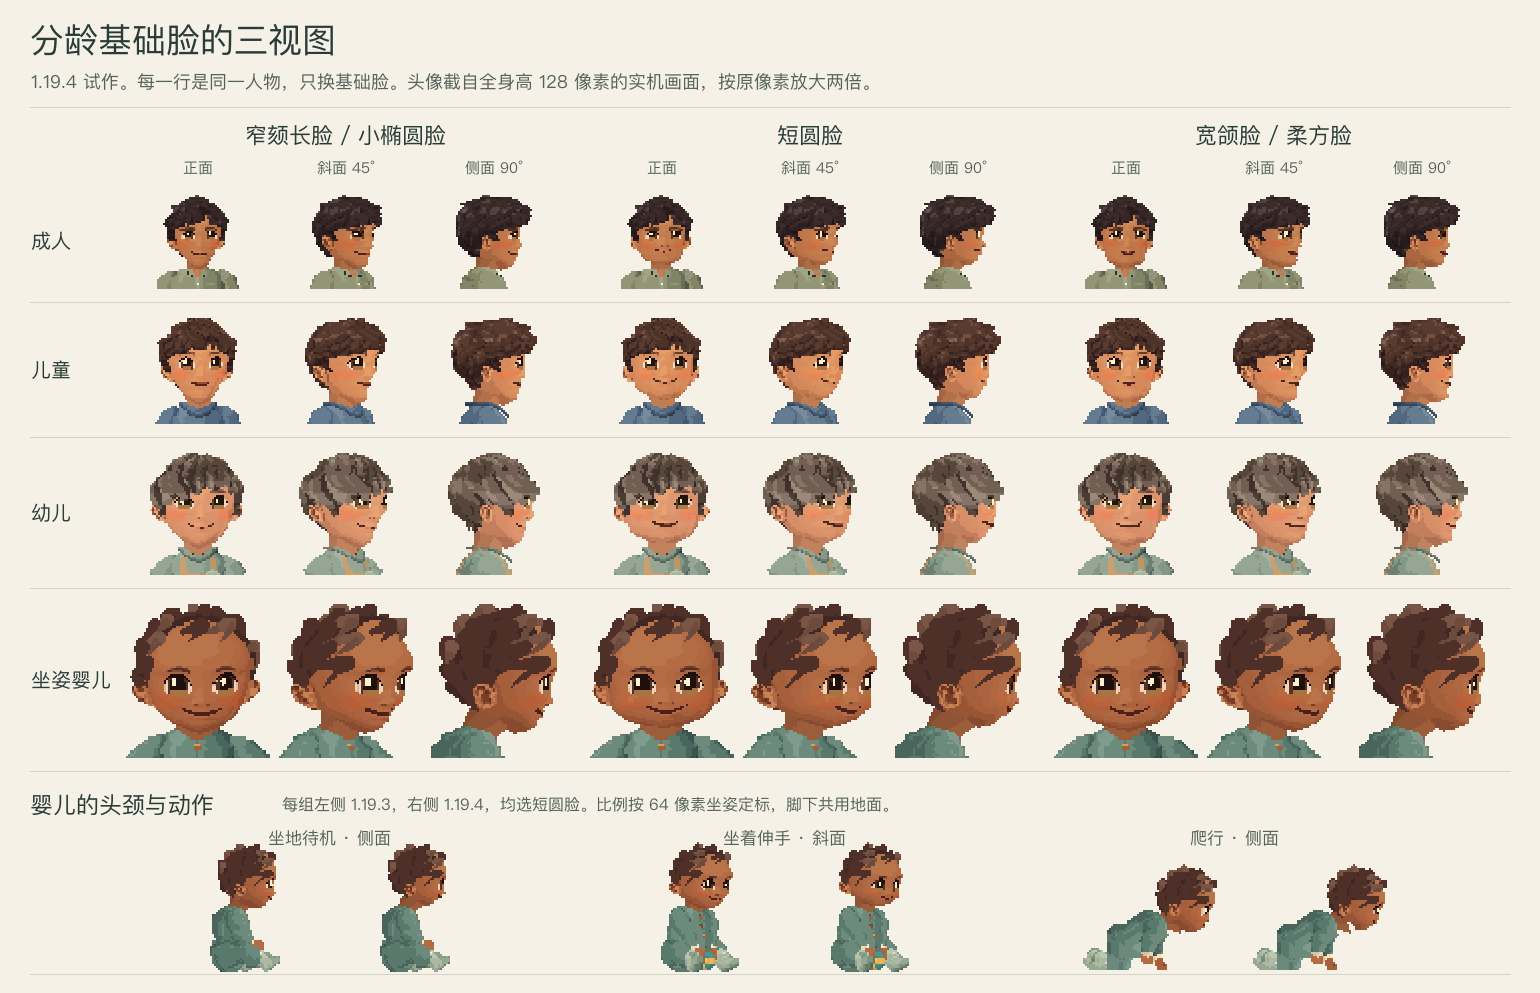 分龄基础脸的三视图
1.19.4 试作。每一行是同一人物，只换基础脸。头像截自全身高 128 像素的实机画面，按原像素放大两倍。
窄颏长脸 / 小椭圆脸
短圆脸
宽颌脸 / 柔方脸
正面
斜面 45°
侧面 90°
正面
斜面 45°
侧面 90°
正面
斜面 45°
侧面 90°
成人
儿童
幼儿
坐姿婴儿
婴儿的头颈与动作
每组左侧 1.19.3，右侧 1.19.4，均选短圆脸。比例按 64 像素坐姿定标，脚下共用地面。
坐地待机 · 侧面
坐着伸手 · 斜面
爬行 · 侧面